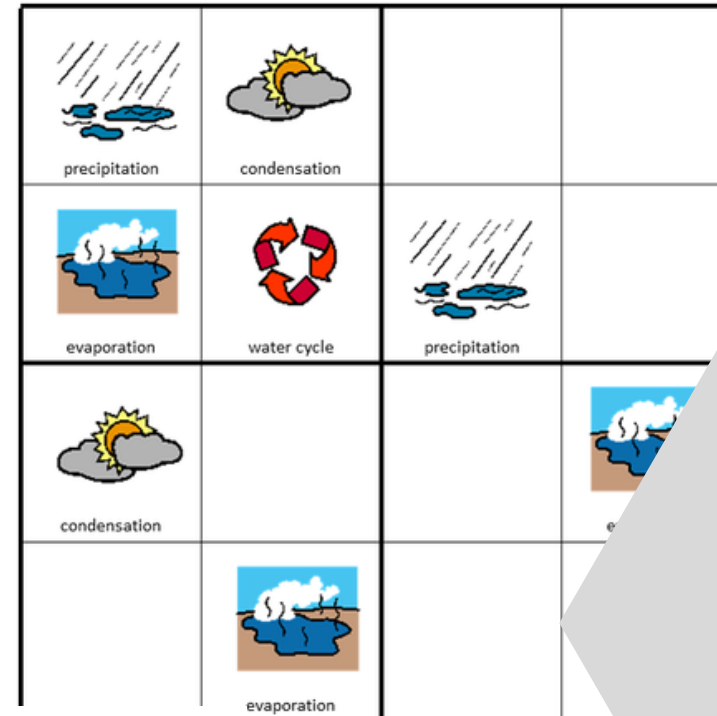 precipitation condensation
evaporation water cycle precipitation
condensation
evaporation